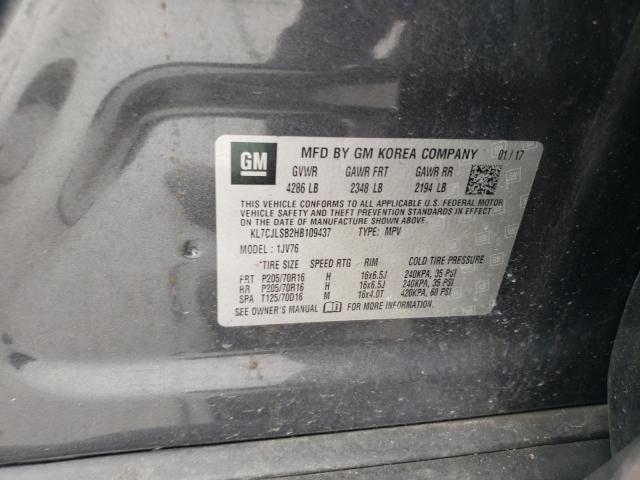 GM
MFD BY GM KOREA COMPANY 01/17
GVWR GAWR FRT GAWR RR
4286 LB 2348 LB 2194 LB
THIS VEHICLE CONFORMS TO ALL APPLICABLE U.S. FEDERAL MOTOR
VEHICLE SAFETY AND THEFT PREVENTION STANDARDS IN EFFECT
ON THE DATE OF MANUFACTURE SHOWN ABOVE.
KL7CJLSB2HB109437 TYPE: MPV
MODEL: 1JV76
TIRE SIZE SPEED RTG RIM COLD TIRE PRESSURE
FRT P205/70R16 H 16x6.5J 240KPA, 35 PSI
RR P205/70R16 H 16x6.5J 240KPA, 35 PSI
SPA T125/70D16 M 16x4.0T 420KPA, 60 PSI
SEE OWNER'S MANUAL FOR MORE INFORMATION.